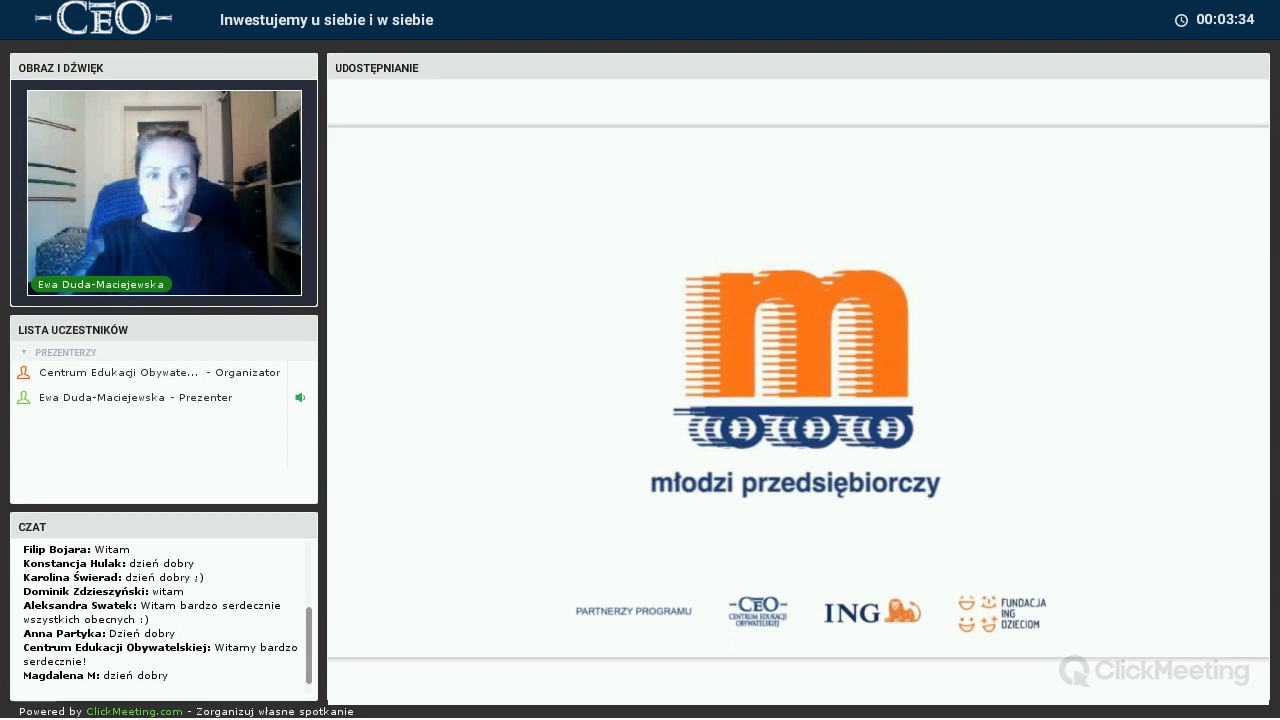 CEO
Inwestujemy u siebie i w siebie
00:03:34
OBRAZ I DŹWIĘK
Ewa Duda-Maciejewska
LISTA UCZESTNIKÓW
PREZENTERZY
Centrum Edukacji Obywate... - Organizator
Ewa Duda-Maciejewska - Prezenter
CZAT
Filip Bojara: Witam
Konstancja Hulak: dzień dobry
Karolina Świerad: dzień dobry ;)
Dominik Zdzieszyński: witam
Aleksandra Swatek: Witam bardzo serdecznie
wszystkich obecnych :)
Anna Partyka: Dzień dobry
Centrum Edukacji Obywatelskiej: Witamy bardzo
serdecznie!
Magdalena M: dzień dobry
UDOSTĘPNIANIE
m
młodzi przedsiębiorczy
PARTNERZY PROGRAMU
CEO
CENTRUM EDUKACJI
OBYWATELSKIEJ
ING
FUNDACJA
ING
DZIECIOM
ClickMeeting
Powered by ClickMeeting.com - Zorganizuj własne spotkanie